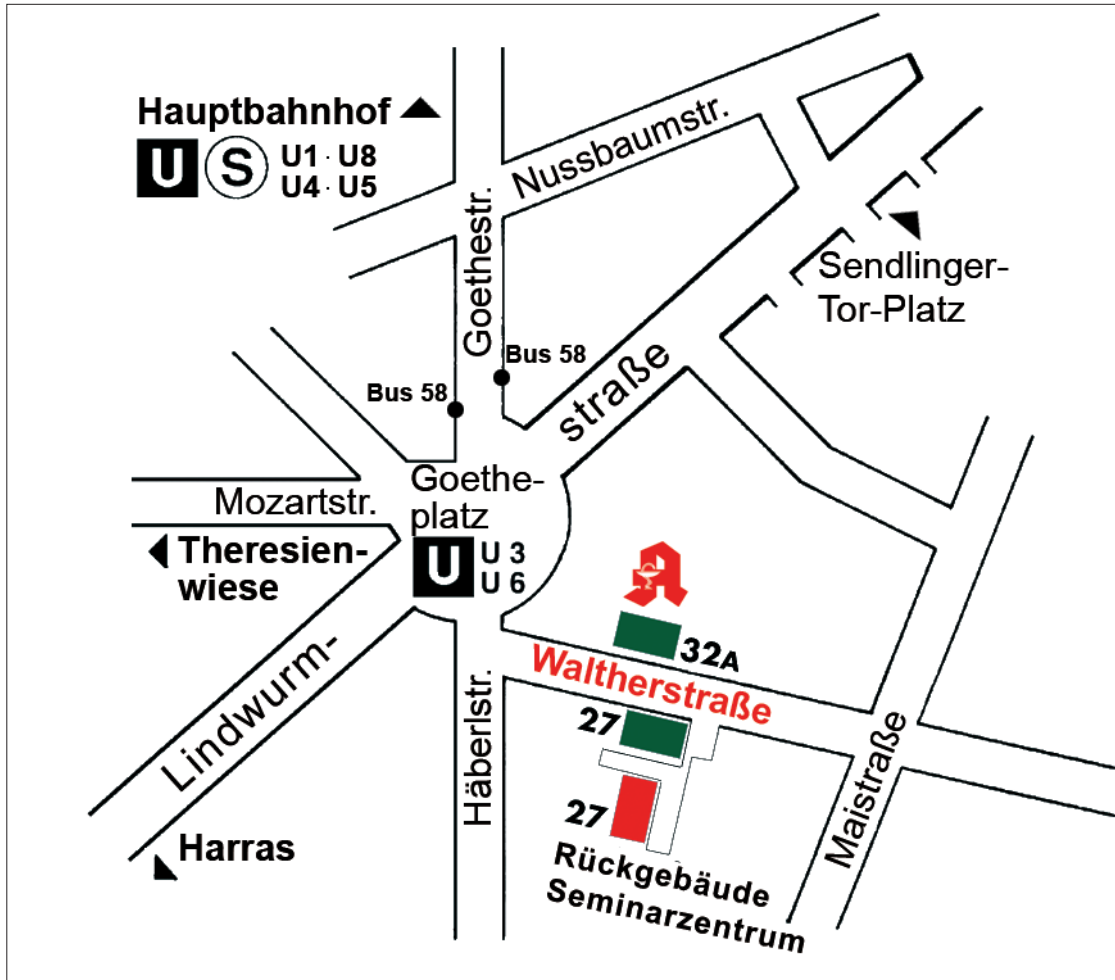 Hauptbahnhof
U S U1 · U8
U4 · U5
Nussbaumstr.
Goethestr.
Sendlinger-
Tor-Platz
Bus 58
Bus 58
straße
Goethe-
platz
Mozartstr.
U U 3
U 6
Theresien-
wiese
A
32A
Waltherstraße
Lindwurm-
Häberlstr.
27
27
Maistraße
Harras
Rückgebäude
Seminarzentrum